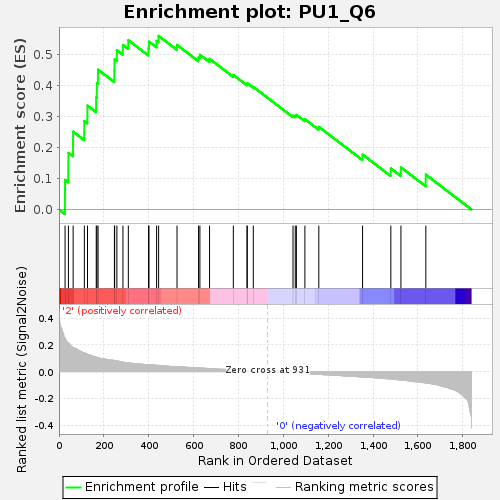 Enrichment plot: PU1_Q6
Enrichment score (ES)
0.5
0.4
0.3
0.2
0.1
0.0
'2' (positively correlated)
Zero cross at 931
'0' (negatively correlated)
Ranked list metric (Signal2Noise)
0.4
0.2
0.0
-0.2
-0.4
0 200 400 600 800 1,000 1,200 1,400 1,600 1,800
Rank in Ordered Dataset
Enrichment profile Hits Ranking metric scores